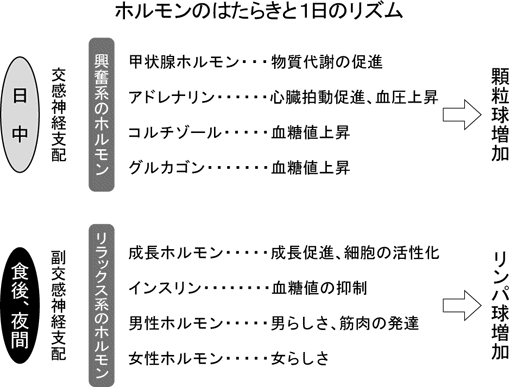 ホルモンのはたらきと1日のリズム
日中
交感神経支配
興奮系のホルモン
甲状腺ホルモン・・・物質代謝の促進
アドレナリン・・・・・・心臓拍動促進、血圧上昇
コルチゾール・・・・・血糖値上昇
グルカゴン・・・・・・・血糖値上昇
顆粒球増加
食後、夜間
副交感神経支配
リラックス系のホルモン
成長ホルモン・・・・・成長促進、細胞の活性化
インスリン・・・・・・・・血糖値の抑制
男性ホルモン・・・・・男らしさ、筋肉の発達
女性ホルモン・・・・・女らしさ
リンパ球増加